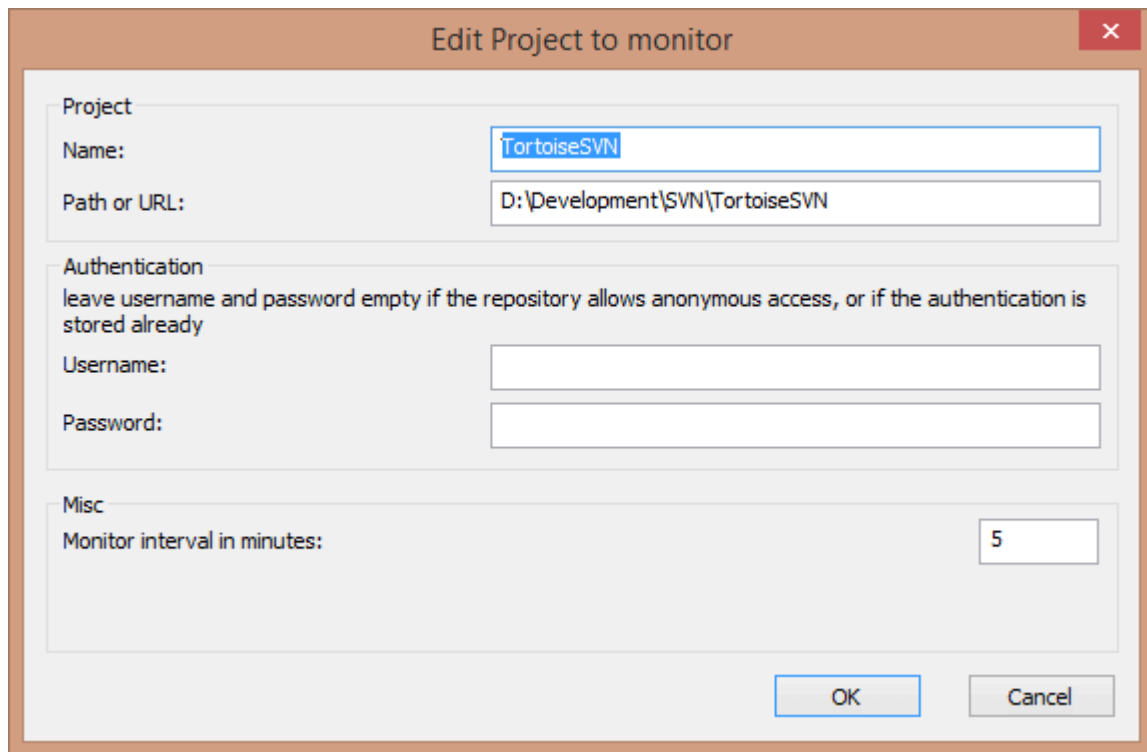 Edit Project to monitor
Project
Name:
TortoiseSVN
Path or URL:
D:\Development\SVN\TortoiseSVN
Authentication
leave username and password empty if the repository allows anonymous access, or if the authentication is
stored already
Username:
Password:
Misc
Monitor interval in minutes:
5
OK
Cancel